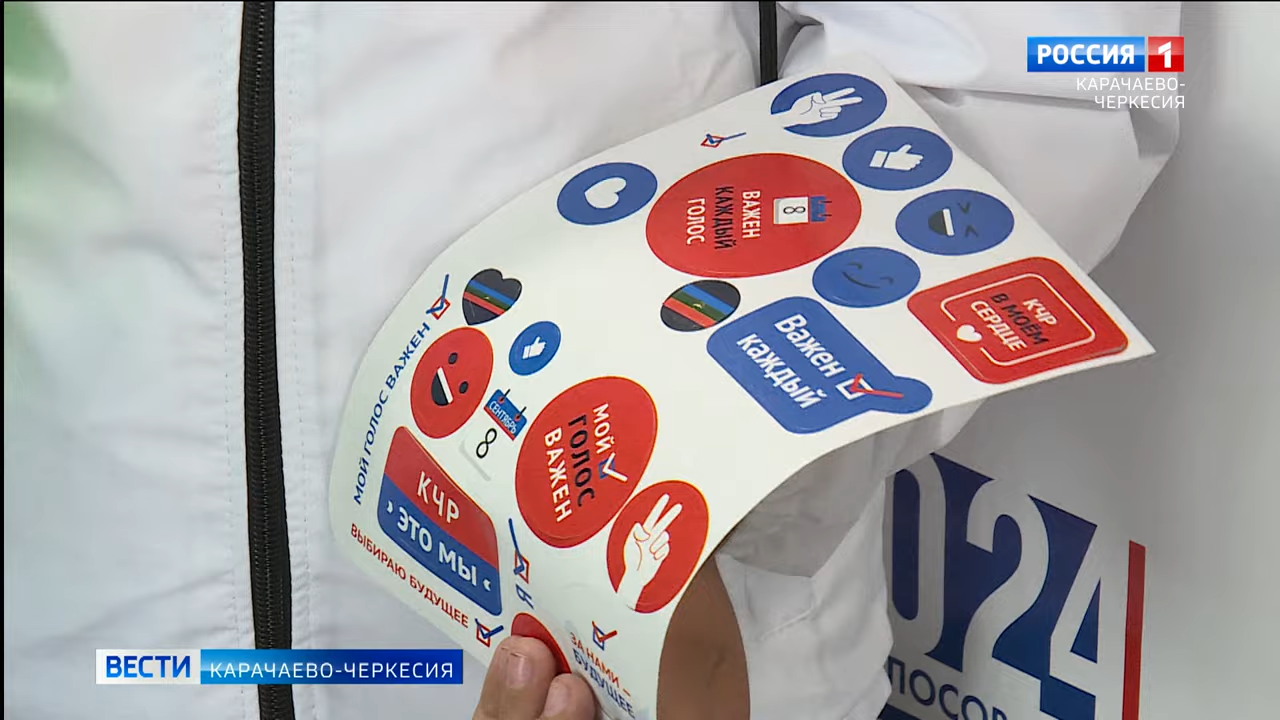 РОССИЯ 1
КАРАЧАЕВО-
ЧЕРКЕСИЯ
ВАЖЕН
КАЖДЫЙ
ГОЛОС
8
КЧР
В МОЁМ
СЕРДЦЕ
Важен
каждый
МОЙ ГОЛОС ВАЖЕН
СЕНТЯБРЬ
8
МОЙ
ГОЛОС
ВАЖЕН
КЧР
› ЭТО МЫ ‹
ВЫБИРАЮ БУДУЩЕЕ
Я
ЗА НАМИ –
БУДУЩЕЕ
024
ВЕСТИ КАРАЧАЕВО-ЧЕРКЕСИЯ